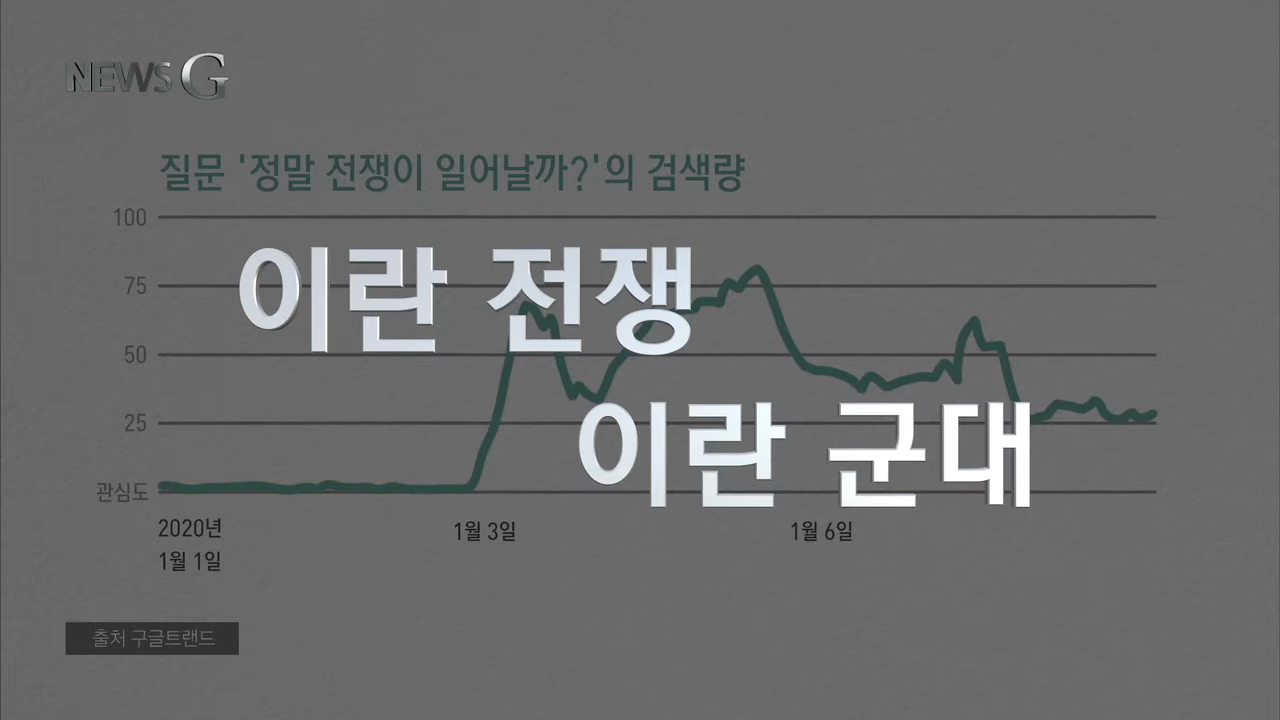 NEWS G
질문 '정말 전쟁이 일어날까?'의 검색량
100
이란 전쟁
75
50
이란 군대
25
관심도
2020년
1월 1일
1월 3일
1월 6일
출처 구글트랜드